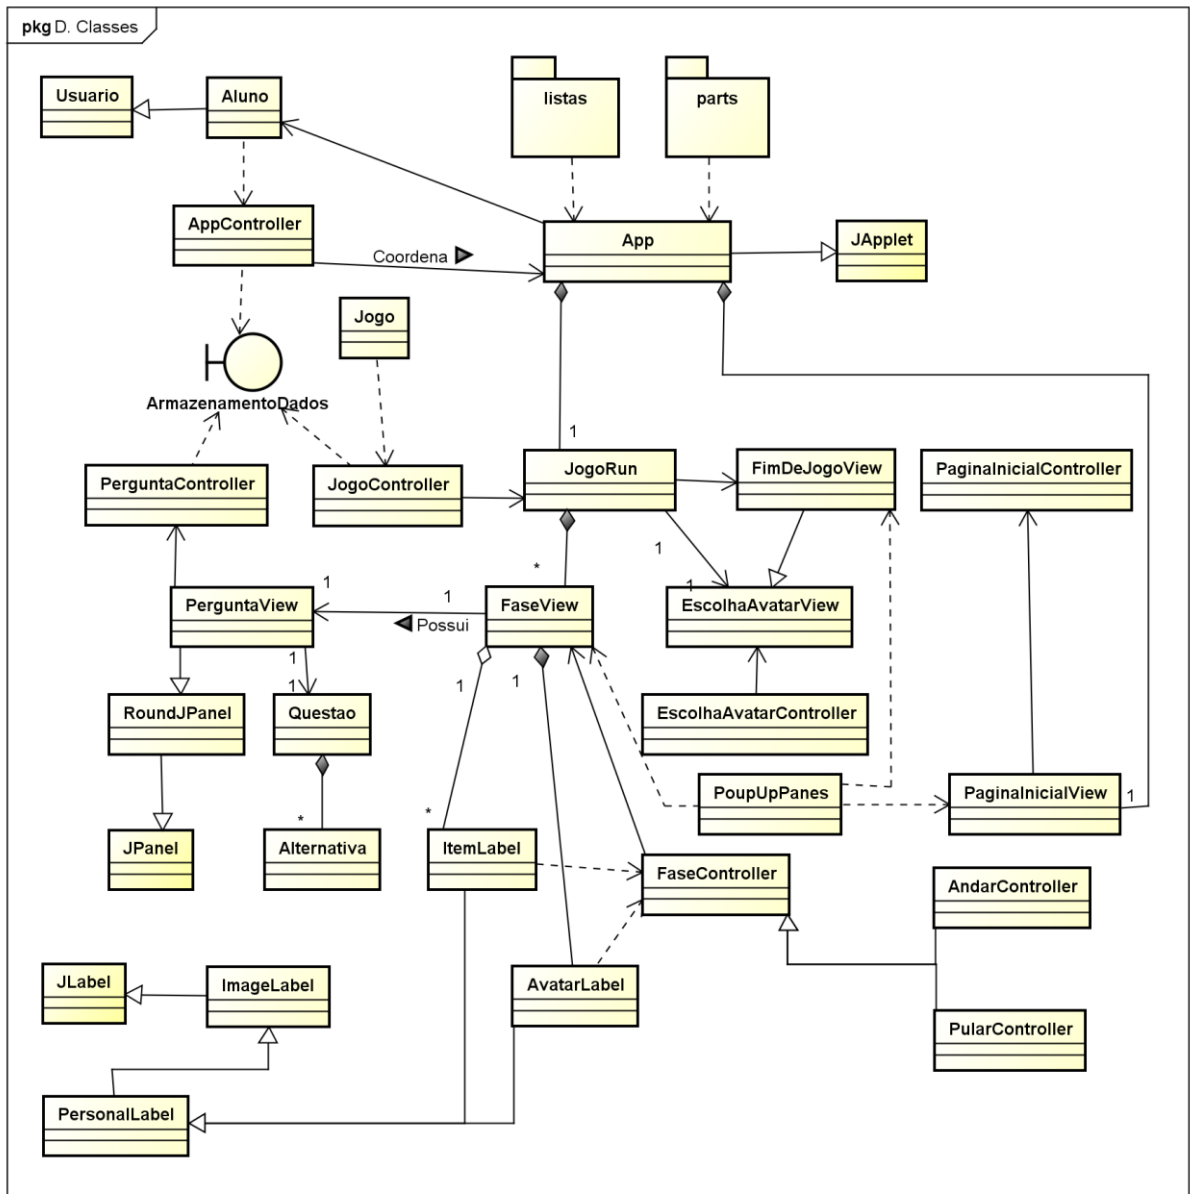 pkg D. Classes
Usuario
Aluno
listas
parts
AppController
App
JApplet
Coordena
Jogo
ArmazenamentoDados
1
PerguntaController
JogoController
JogoRun
FimDeJogoView
PaginaInicialController
1
*
1
1
1
PerguntaView
FaseView
EscolhaAvatarView
Possui
1
1
1
1
RoundJPanel
Questao
EscolhaAvatarController
PoupUpPanes
PaginaInicialView
1
*
*
JPanel
Alternativa
ItemLabel
FaseController
AndarController
JLabel
ImageLabel
AvatarLabel
PularController
PersonalLabel